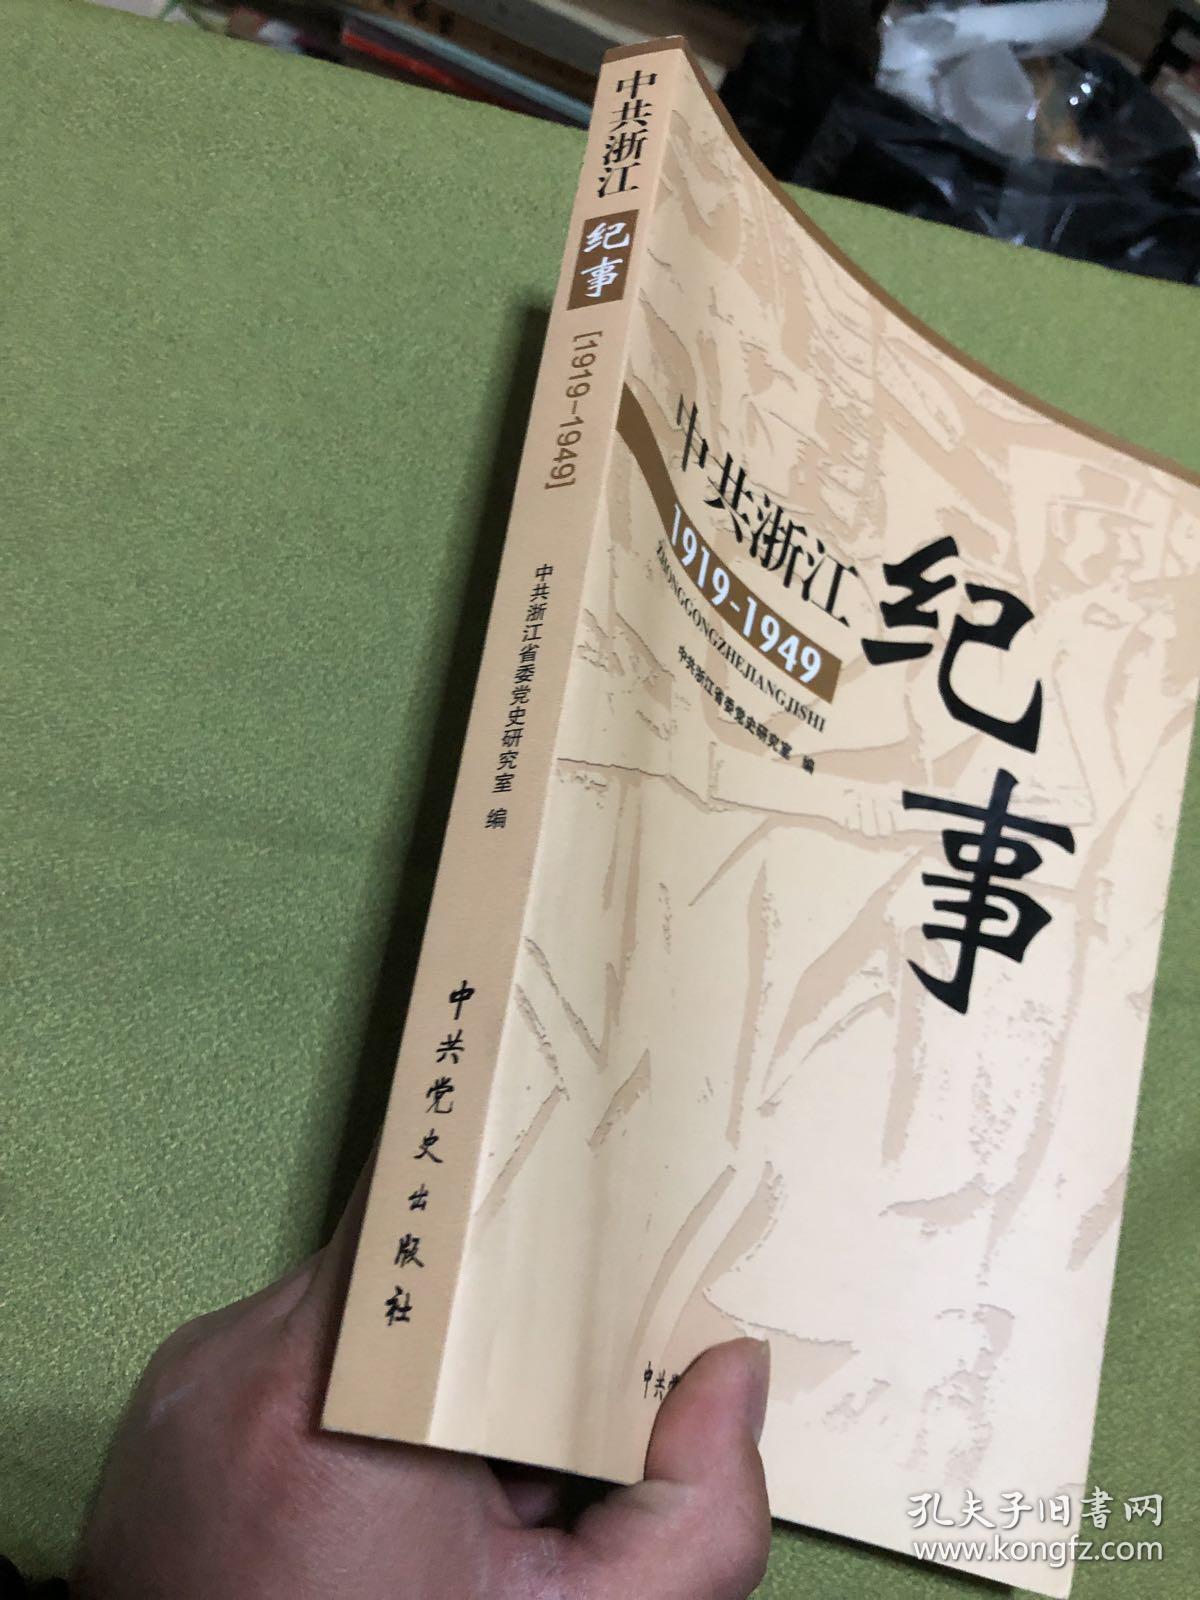 中共浙江
纪事
[1919-1949]
中共浙江省委党史研究室 编
中共党史出版社
中共浙江
1919-1949
ZHONGGONGZHEJIANGJISHI
中共浙江省委党史研究室 编
纪事
中共党
孔夫子旧书网
www.kongfz.com